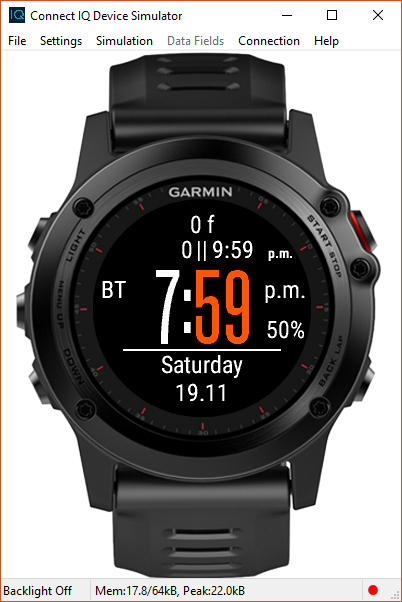 Connect IQ Device Simulator
File Settings Simulation Data Fields Connection Help
GARMIN
LIGHT
START STOP
MENU UP
DOWN
BACK LAP
0 f
0 || 9:59 p.m.
BT 7:59 p.m.
50%
Saturday
19.11
30
Backlight Off Mem:17.8/64kB, Peak:22.0kB